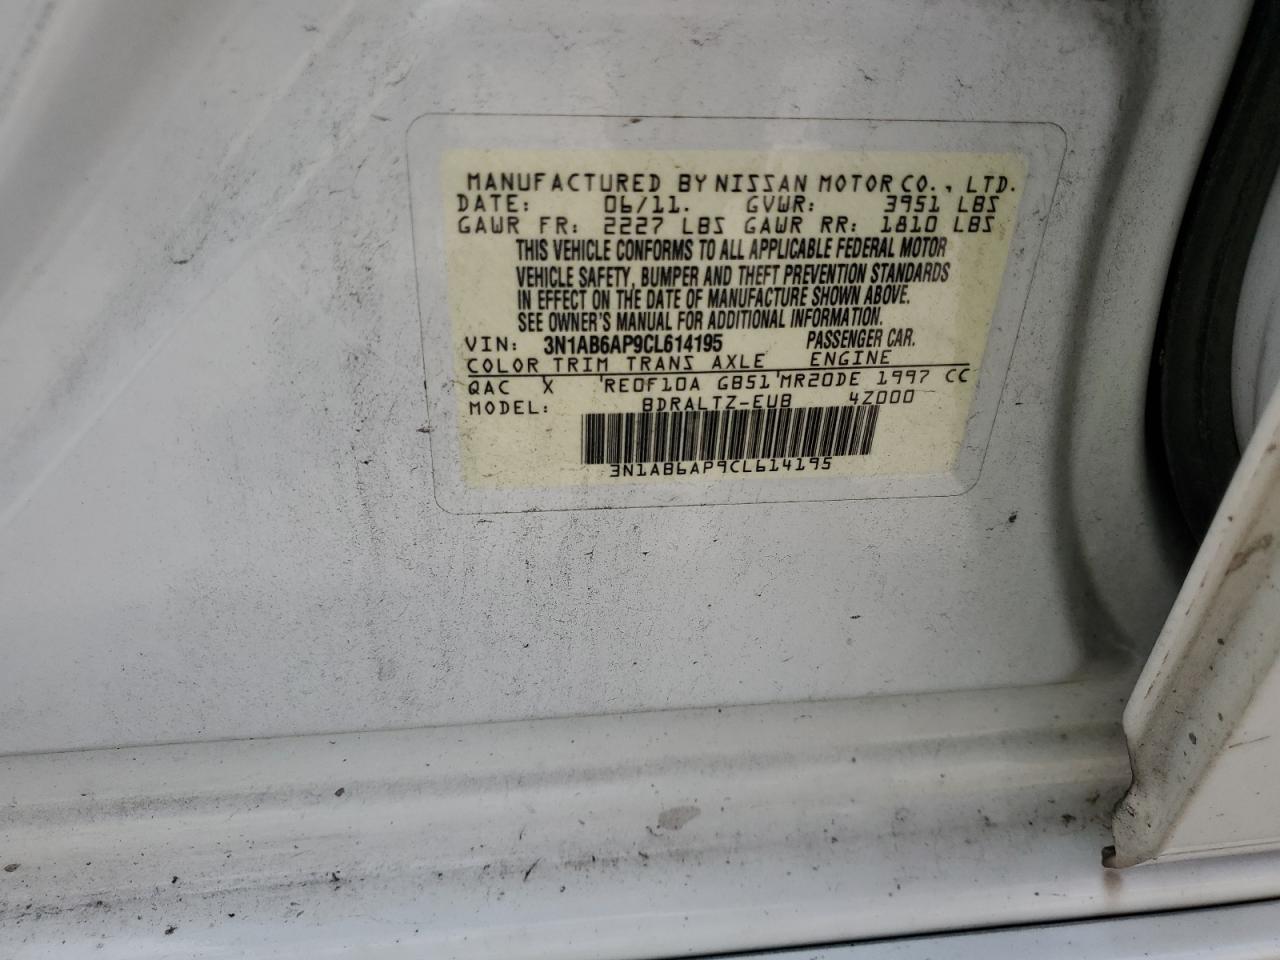 MANUFACTURED BY NISSAN MOTOR CO., LTD.
DATE: 06/11. GVWR: 3951 LBS
GAWR FR: 2227 LBS GAWR RR: 1810 LBS
THIS VEHICLE CONFORMS TO ALL APPLICABLE FEDERAL MOTOR
VEHICLE SAFETY, BUMPER AND THEFT PREVENTION STANDARDS
IN EFFECT ON THE DATE OF MANUFACTURE SHOWN ABOVE.
SEE OWNER'S MANUAL FOR ADDITIONAL INFORMATION.
VIN: 3N1AB6AP9CL614195 PASSENGER CAR.
COLOR TRIM TRANS AXLE ENGINE
QAC X 'RE0F10A GB51'MR20DE 1997 CC
MODEL: BDRALTZ-EUB 4Z000
3N1AB6AP9CL614195